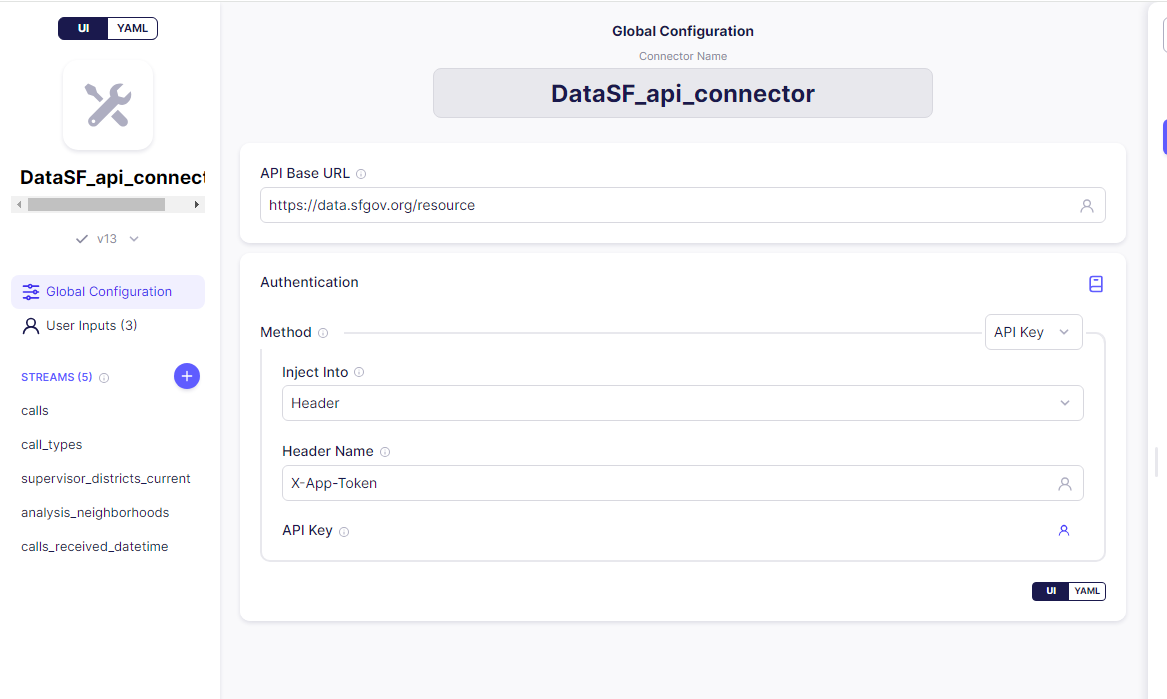 UI YAML
DataSF_api_connect
v13
Global Configuration
User Inputs (3)
STREAMS (5)
calls
call_types
supervisor_districts_current
analysis_neighborhoods
calls_received_datetime
Global Configuration
Connector Name
DataSF_api_connector
API Base URL
https://data.sfgov.org/resource
Authentication
Method
API Key
Inject Into
Header
Header Name
X-App-Token
API Key
UI YAML